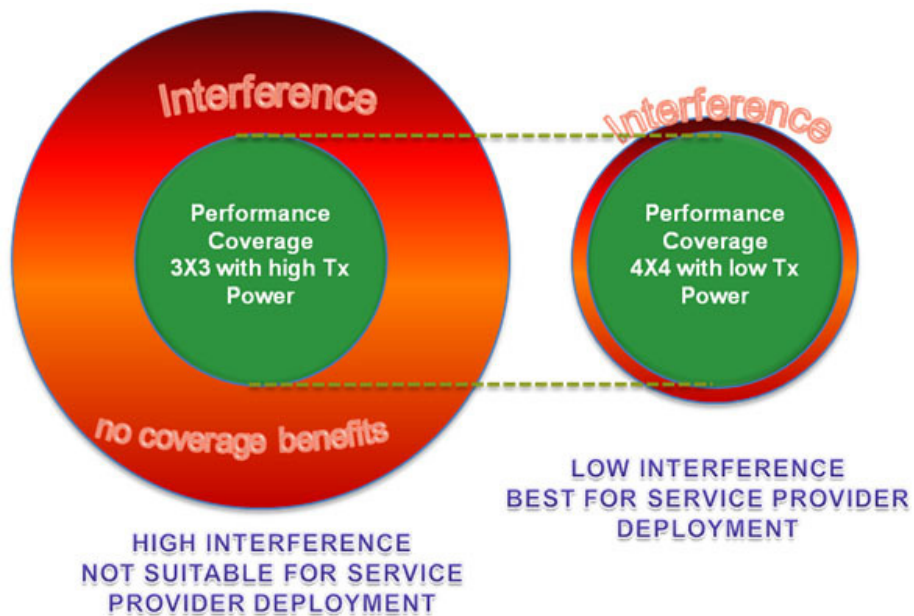 Interference
Performance
Coverage
3X3 with high Tx
Power
no coverage benefits
HIGH INTERFERENCE
NOT SUITABLE FOR SERVICE
PROVIDER DEPLOYMENT
Interference
Performance
Coverage
4X4 with low Tx
Power
LOW INTERFERENCE
BEST FOR SERVICE PROVIDER
DEPLOYMENT